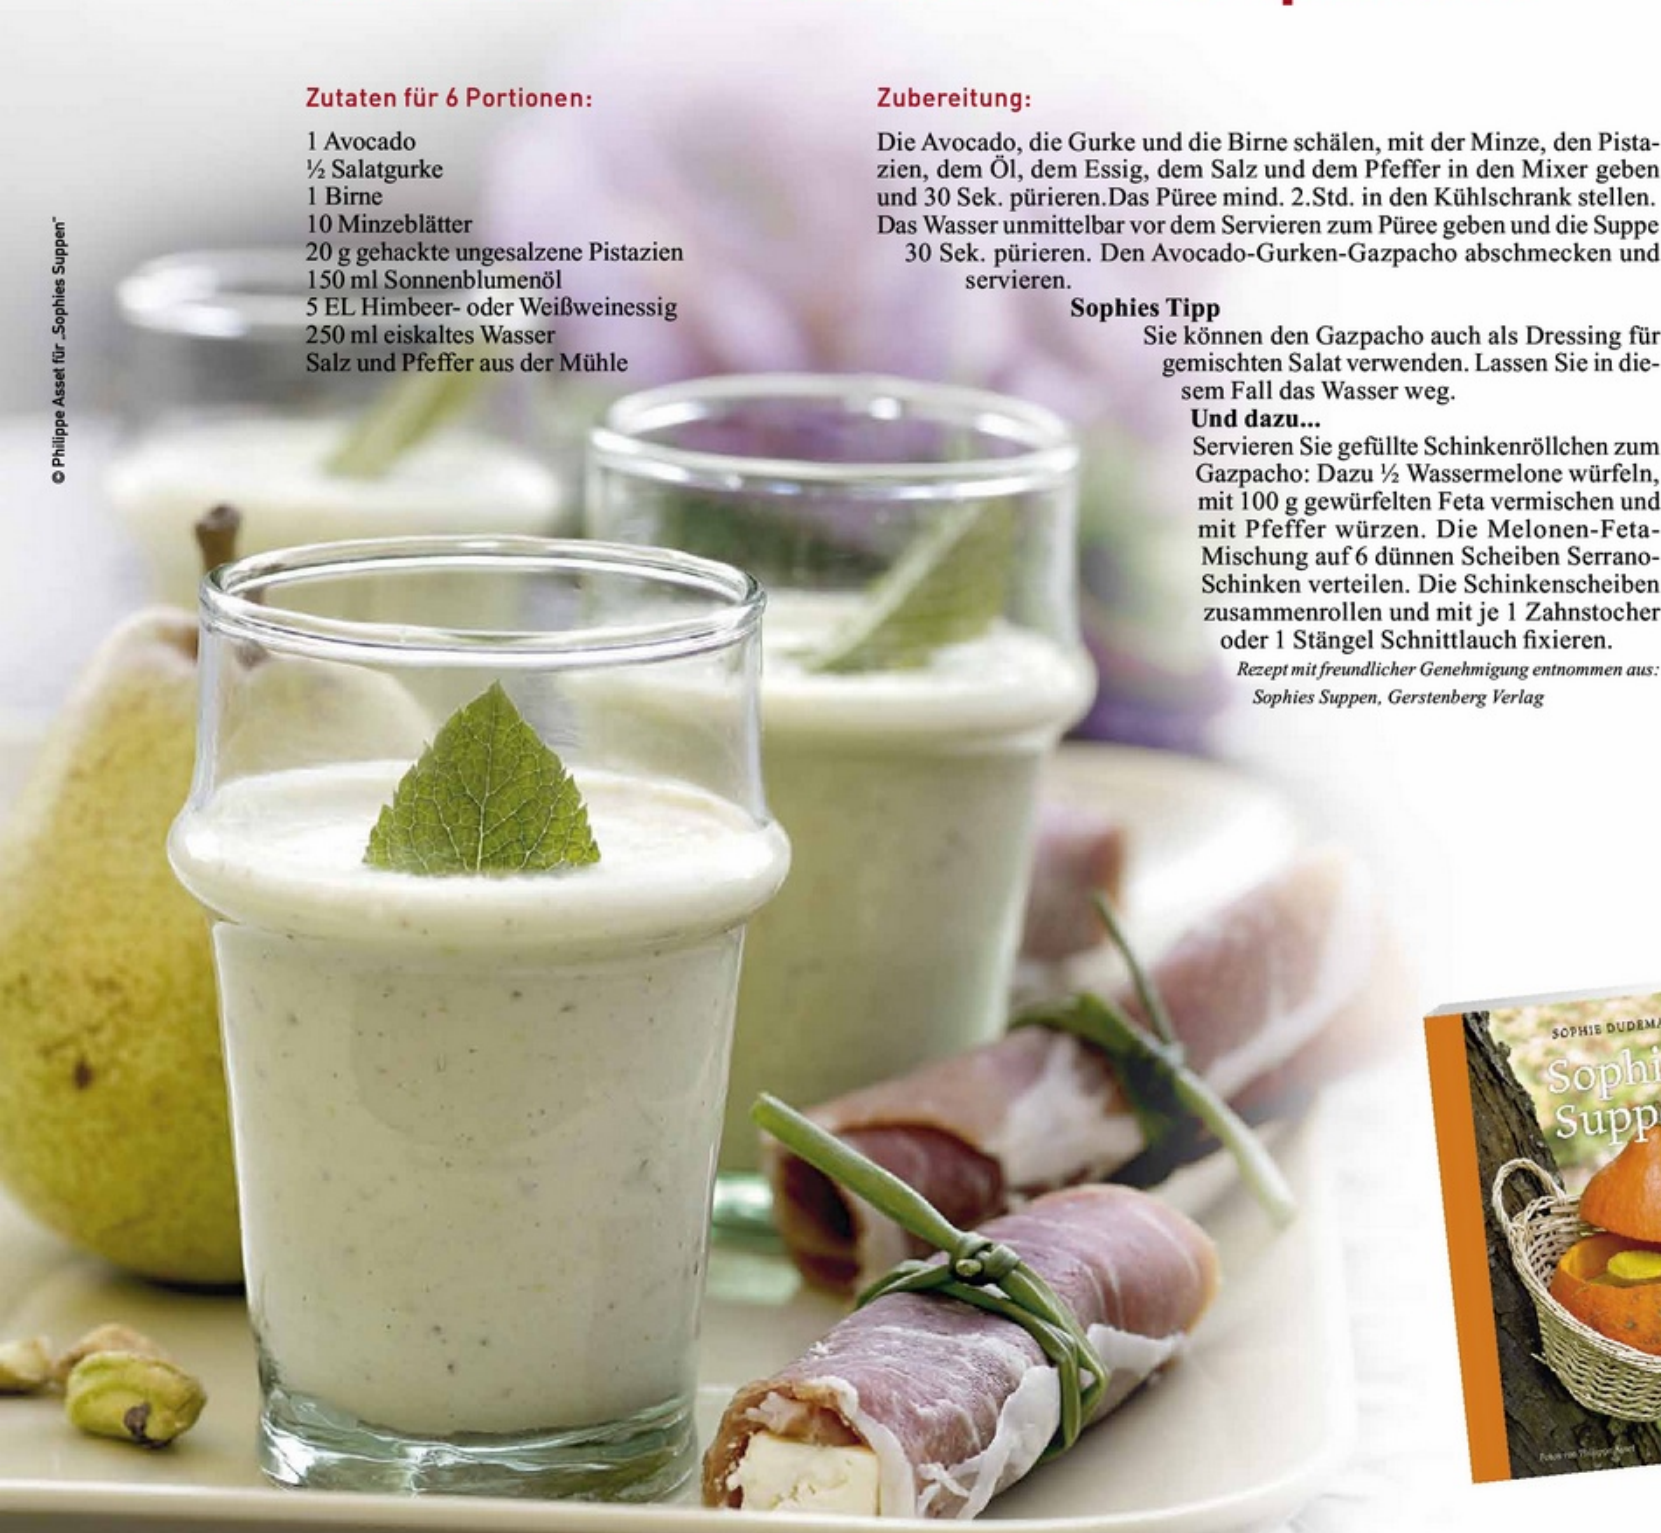 Zutaten für 6 Portionen:
1 Avocado
½ Salatgurke
1 Birne
10 Minzeblätter
20 g gehackte ungesalzene Pistazien
150 ml Sonnenblumenöl
5 EL Himbeer- oder Weißweinessig
250 ml eiskaltes Wasser
Salz und Pfeffer aus der Mühle
Zubereitung:
Die Avocado, die Gurke und die Birne schälen, mit der Minze, den Pista-
zien, dem Öl, dem Essig, dem Salz und dem Pfeffer in den Mixer geben
und 30 Sek. pürieren.Das Püree mind. 2.Std. in den Kühlschrank stellen.
Das Wasser unmittelbar vor dem Servieren zum Püree geben und die Suppe
30 Sek. pürieren. Den Avocado-Gurken-Gazpacho abschmecken und
servieren.
Sophies Tipp
Sie können den Gazpacho auch als Dressing für
gemischten Salat verwenden. Lassen Sie in die-
sem Fall das Wasser weg.
Und dazu...
Servieren Sie gefüllte Schinkenröllchen zum
Gazpacho: Dazu ½ Wassermelone würfeln,
mit 100 g gewürfelten Feta vermischen und
mit Pfeffer würzen. Die Melonen-Feta-
Mischung auf 6 dünnen Scheiben Serrano-
Schinken verteilen. Die Schinkenscheiben
zusammenrollen und mit je 1 Zahnstocher
oder 1 Stängel Schnittlauch fixieren.
Rezept mit freundlicher Genehmigung entnommen aus:
Sophies Suppen, Gerstenberg Verlag
© Philippe Asset für „Sophies Suppen"
SOPHIE DUDEMA
Sophi
Supp